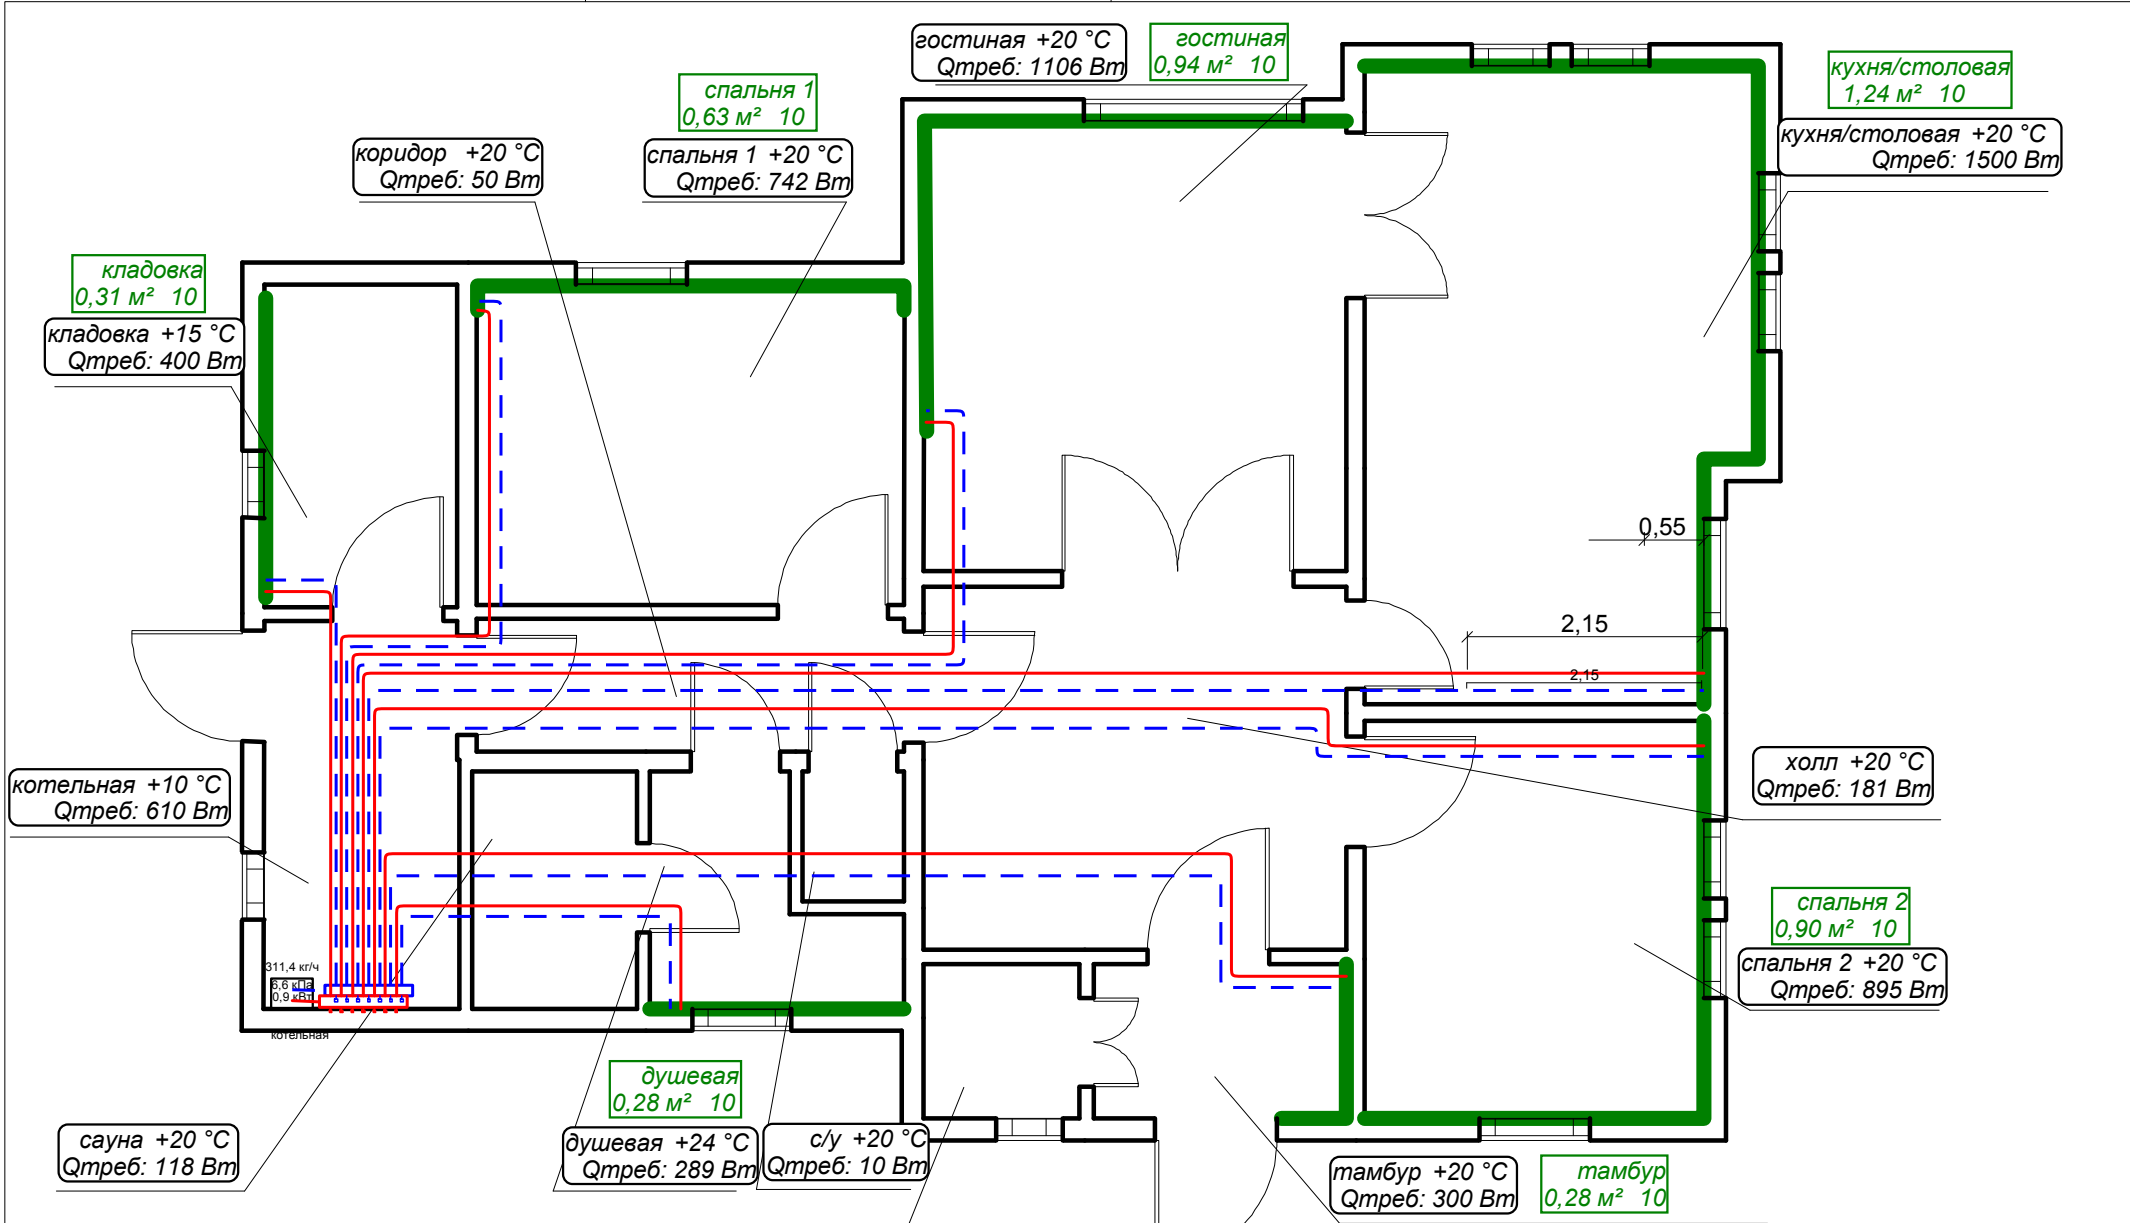 гостиная +20 °C
Qтреб: 1106 Вт
гостиная
0,94 м² 10
кухня/столовая
1,24 м² 10
спальня 1
0,63 м² 10
кухня/столовая +20 °C
Qтреб: 1500 Вт
коридор +20 °C
Qтреб: 50 Вт
спальня 1 +20 °C
Qтреб: 742 Вт
кладовка
0,31 м² 10
кладовка +15 °C
Qтреб: 400 Вт
0,55
2,15
2,15
котельная +10 °C
Qтреб: 610 Вт
холл +20 °C
Qтреб: 181 Вт
спальня 2
0,90 м² 10
спальня 2 +20 °C
Qтреб: 895 Вт
311,4 кг/ч
6,6 кПа
0,9 кВт
котельная
душевая
0,28 м² 10
сауна +20 °C
Qтреб: 118 Вт
душевая +24 °C
Qтреб: 289 Вт
с/у +20 °C
Qтреб: 10 Вт
тамбур +20 °C
Qтреб: 300 Вт
тамбур
0,28 м² 10